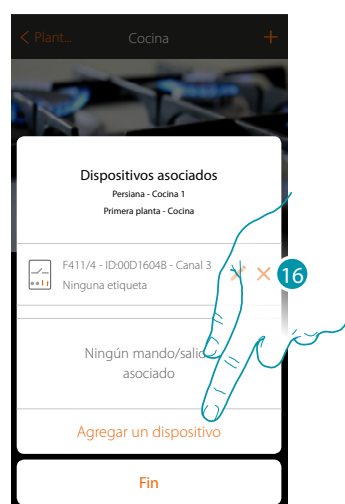 < Plant... Cocina +
Dispositivos asociados
Persiana - Cocina 1
Primera planta - Cocina
F411/4 - ID:00D1604B - Canal 3
Ninguna etiqueta
16
Ningún mando/salid
asociado
Agregar un dispositivo
Fin